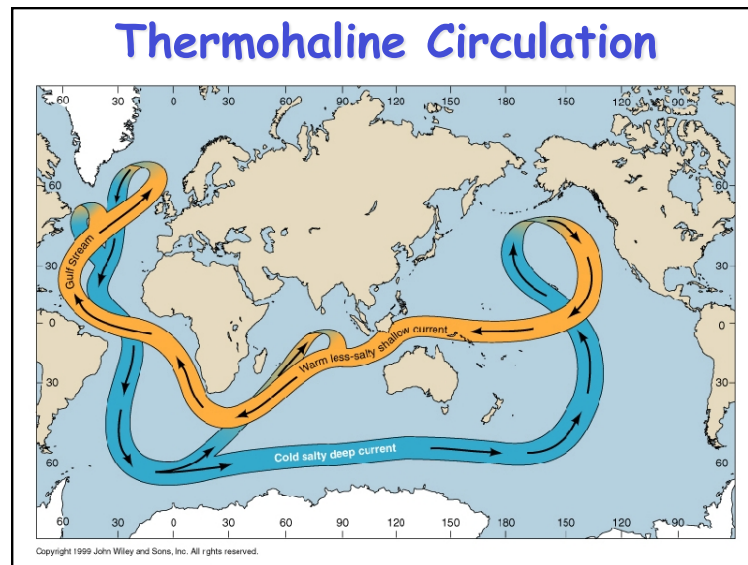 Thermohaline Circulation
60 30 0 30 60 90 120 150 180 150 120 90
60 60
30 30
0 0
30 30
60 60
Gulf Stream
Warm less-salty shallow current
Cold salty deep current
60 30 0 30 60 90 120 150 180 150 120 90
Copyright 1999 John Wiley and Sons, Inc. All rights reserved.